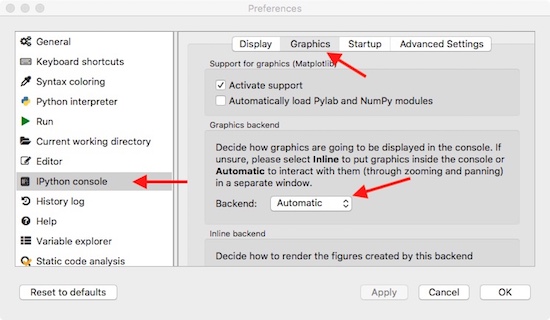 Preferences
General
Keyboard shortcuts
Syntax coloring
Python interpreter
Run
Current working directory
Editor
IPython console
History log
Help
Variable explorer
Static code analysis
Display Graphics Startup Advanced Settings
Support for graphics (Matplotlib)
Activate support
Automatically load Pylab and NumPy modules
Graphics backend
Decide how graphics are going to be displayed in the console. If
unsure, please select Inline to put graphics inside the console or
Automatic to interact with them (through zooming and panning)
in a separate window.
Backend: Automatic
Inline backend
Decide how to render the figures created by this backend
Reset to defaults Apply Cancel OK